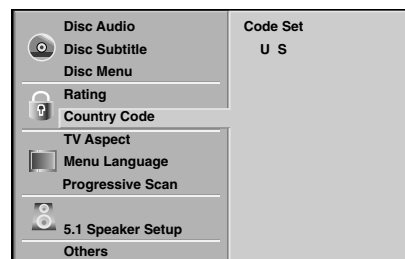 Disc Audio
Disc Subtitle
Disc Menu
Rating
Country Code
TV Aspect
Menu Language
Progressive Scan
5.1 Speaker Setup
Others
Code Set
U S